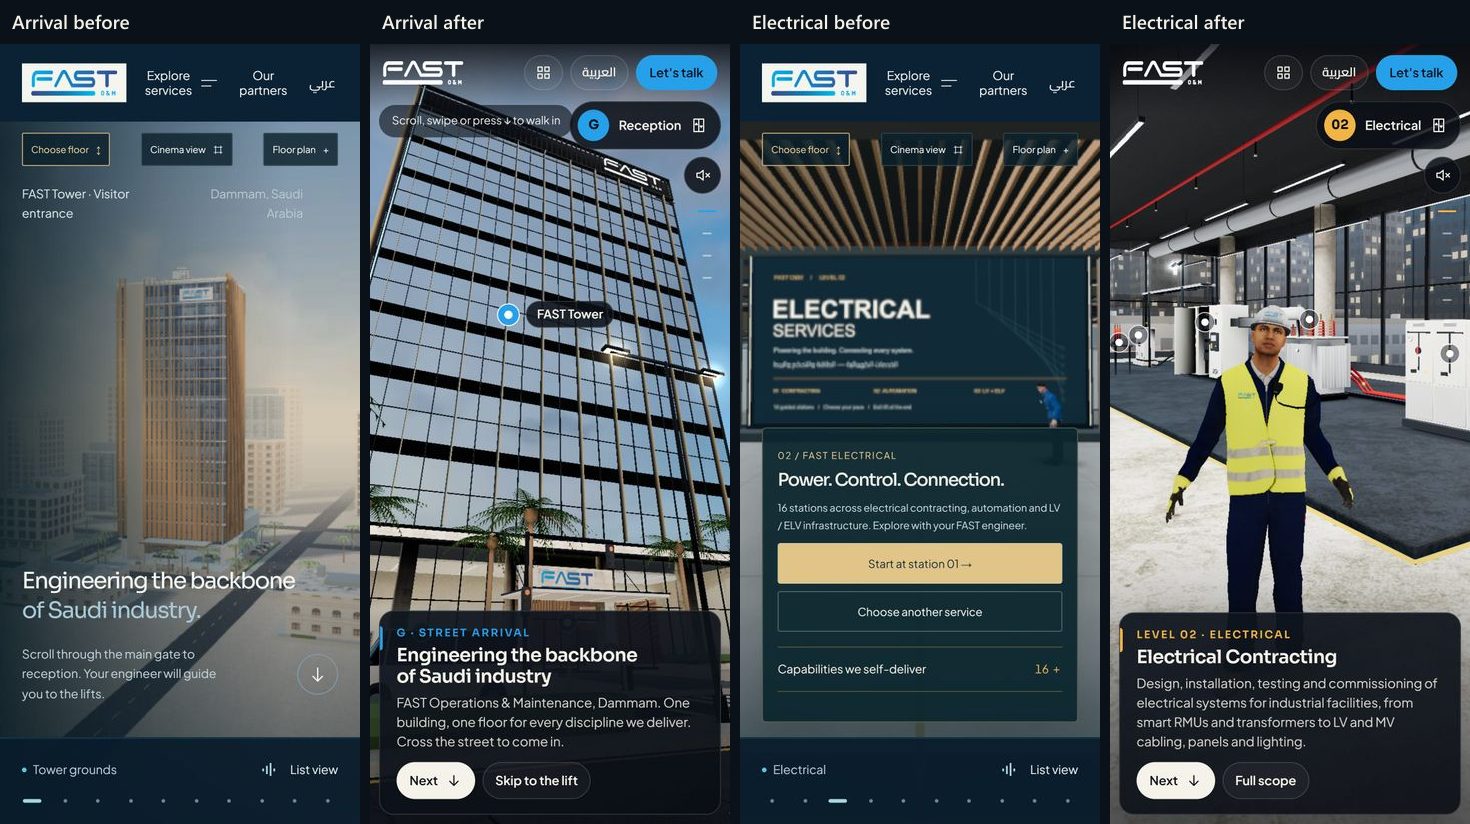 Arrival before
FAST
O&M
Explore
services
Our
partners
عربي
Choose floor
Cinema view
Floor plan
FAST Tower · Visitor
entrance
Dammam, Saudi
Arabia
Engineering the backbone
of Saudi industry.
Scroll through the main gate to
reception. Your engineer will guide
you to the lifts.
Tower grounds
List view
Arrival after
FAST
O&M
العربية
Let's talk
Scroll, swipe or press ↓ to walk in
G
Reception
FAST
FAST Tower
FAST
G · STREET ARRIVAL
Engineering the backbone
of Saudi industry
FAST Operations & Maintenance, Dammam. One
building, one floor for every discipline we deliver.
Cross the street to come in.
Next ↓
Skip to the lift
Electrical before
FAST
O&M
Explore
services
Our
partners
عربي
Choose floor
Cinema view
Floor plan
ELECTRICAL
SERVICES
Powering the building. Connecting every system.
02 / FAST ELECTRICAL
Power. Control. Connection.
16 stations across electrical contracting, automation and LV
/ ELV infrastructure. Explore with your FAST engineer.
Start at station 01 →
Choose another service
Capabilities we self-deliver
16 +
Electrical
List view
Electrical after
FAST
O&M
العربية
Let's talk
02
Electrical
LEVEL 02 · ELECTRICAL
Electrical Contracting
Design, installation, testing and commissioning of
electrical systems for industrial facilities, from
smart RMUs and transformers to LV and MV
cabling, panels and lighting.
Next ↓
Full scope